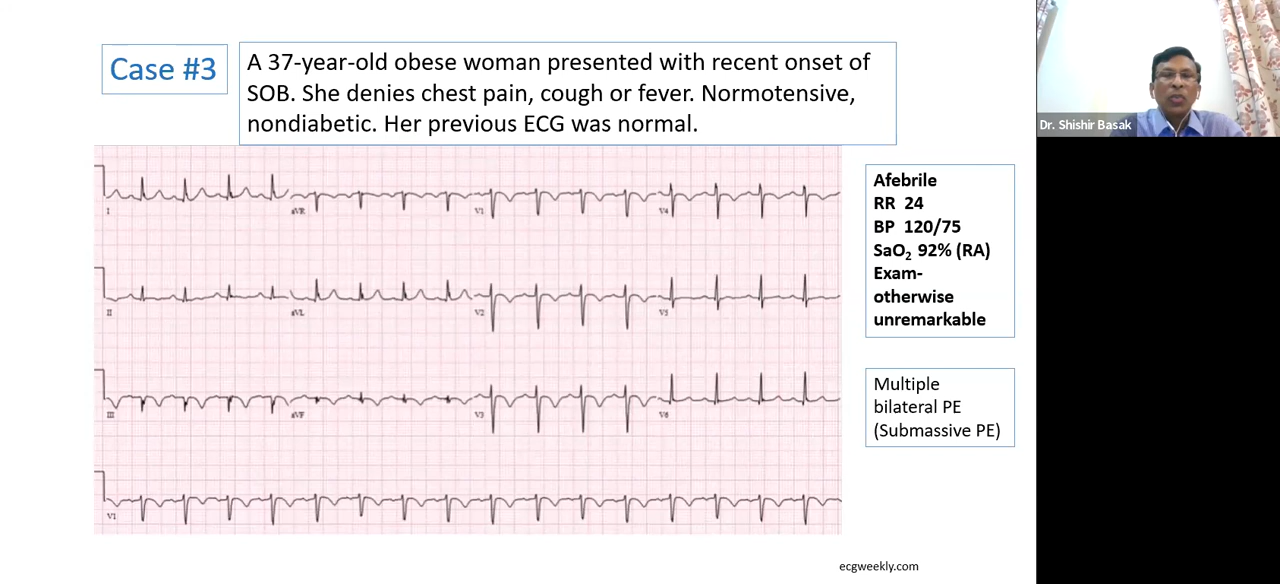 Case #3
A 37-year-old obese woman presented with recent onset of
SOB. She denies chest pain, cough or fever. Normotensive,
nondiabetic. Her previous ECG was normal.
Dr. Shishir Basak
I aVR V1 V4
II aVL V2 V5
III aVF V3 V6
V1
Afebrile
RR 24
BP 120/75
SaO₂ 92% (RA)
Exam-
otherwise
unremarkable
Multiple
bilateral PE
(Submassive PE)
ecgweekly.com